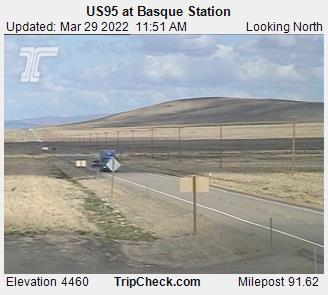 US95 at Basque Station
Updated: Mar 29 2022 11:51 AM Looking North
Elevation 4460 TripCheck.com Milepost 91.62